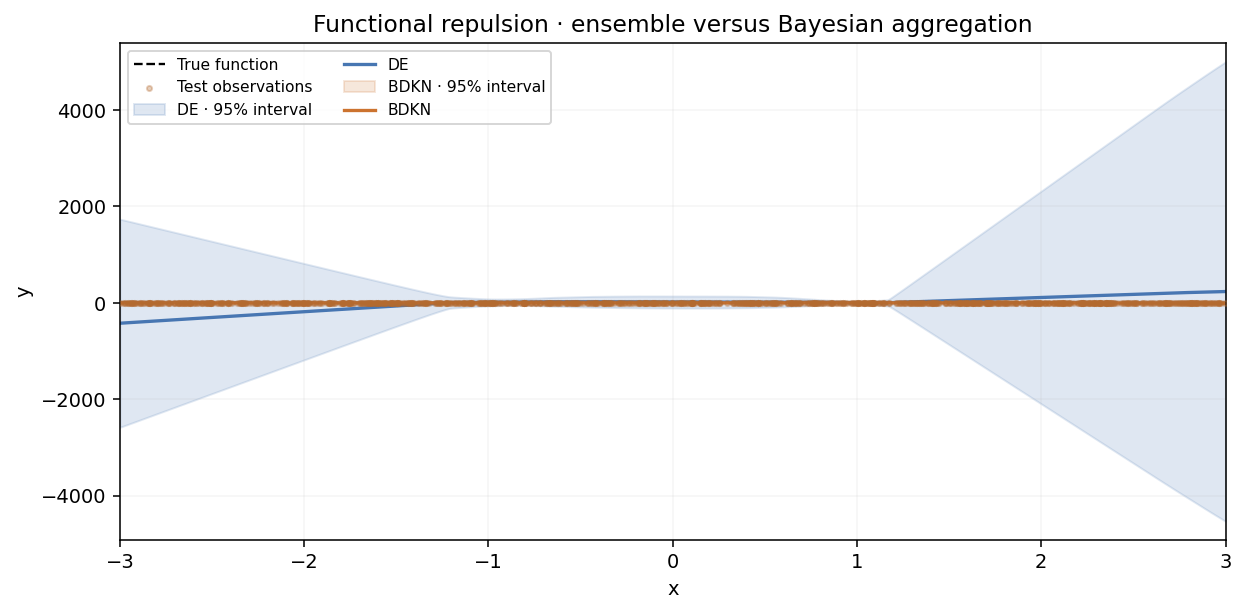 Functional repulsion · ensemble versus Bayesian aggregation
True function
Test observations
DE · 95% interval
DE
BDKN · 95% interval
BDKN
4000
2000
0
−2000
−4000
y
−3
−2
−1
0
1
2
3
x